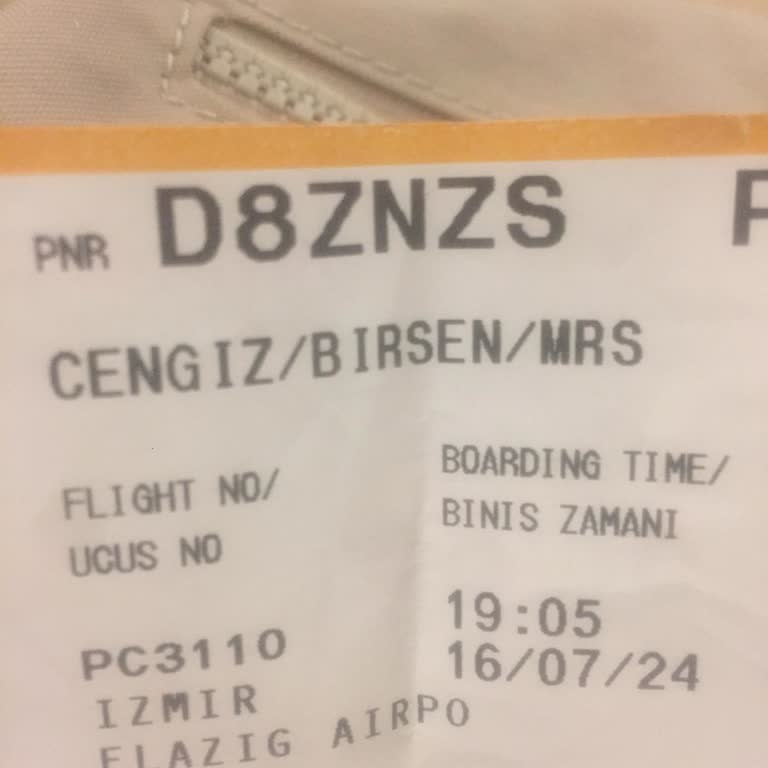 PNR D8ZNZS
CENGIZ/BIRSEN/MRS
FLIGHT NO/
UCUS NO
BOARDING TIME/
BINIS ZAMANI
PC3110
IZMIR
ELAZIG AIRPO
19:05
16/07/24